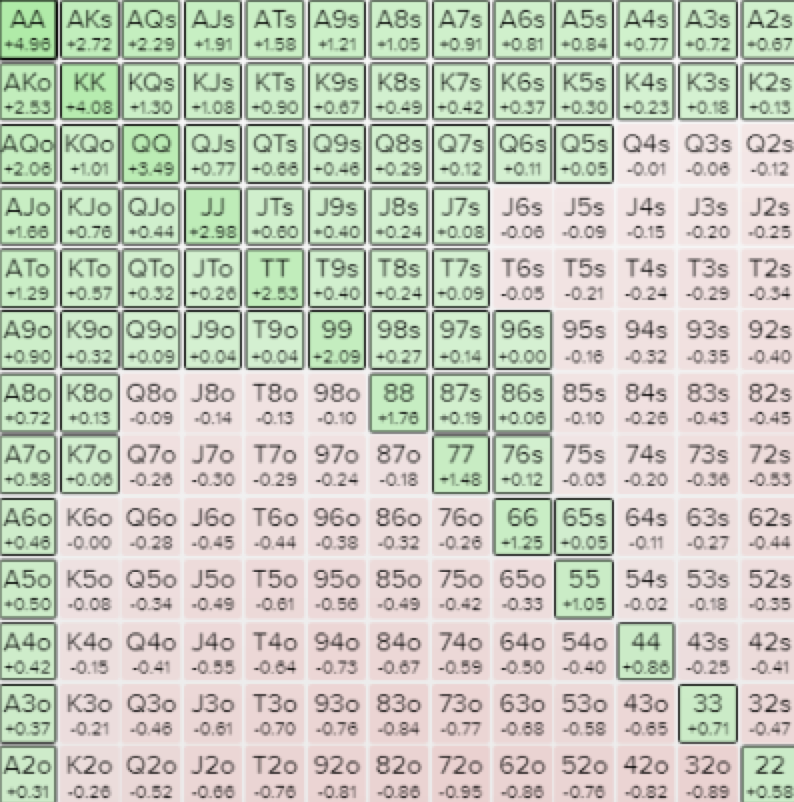 AA AKs AQs AJs ATs A9s A8s A7s A6s A5s A4s A3s A2s
+4.96 +2.72 +2.29 +1.91 +1.58 +1.21 +1.05 +0.91 +0.81 +0.84 +0.77 +0.72 +0.67
AKo KK KQs KJs KTs K9s K8s K7s K6s K5s K4s K3s K2s
+2.53 +4.08 +1.30 +1.08 +0.90 +0.67 +0.49 +0.42 +0.37 +0.30 +0.23 +0.18 +0.13
AQo KQo QQ QJs QTs Q9s Q8s Q7s Q6s Q5s Q4s Q3s Q2s
+2.06 +1.01 +3.49 +0.77 +0.66 +0.46 +0.29 +0.12 +0.11 +0.05 -0.01 -0.06 -0.12
AJo KJo QJo JJ JTs J9s J8s J7s J6s J5s J4s J3s J2s
+1.66 +0.76 +0.44 +2.98 +0.60 +0.40 +0.24 +0.08 -0.06 -0.09 -0.15 -0.20 -0.25
ATo KTo QTo JTo TT T9s T8s T7s T6s T5s T4s T3s T2s
+1.29 +0.57 +0.32 +0.26 +2.53 +0.40 +0.24 +0.09 -0.05 -0.21 -0.24 -0.29 -0.34
A9o K9o Q9o J9o T9o 99 98s 97s 96s 95s 94s 93s 92s
+0.90 +0.32 +0.09 +0.04 +0.04 +2.09 +0.27 +0.14 +0.00 -0.16 -0.32 -0.35 -0.40
A8o K8o Q8o J8o T8o 98o 88 87s 86s 85s 84s 83s 82s
+0.72 +0.13 -0.09 -0.14 -0.13 -0.10 +1.76 +0.19 +0.06 -0.10 -0.26 -0.43 -0.45
A7o K7o Q7o J7o T7o 97o 87o 77 76s 75s 74s 73s 72s
+0.58 +0.06 -0.26 -0.30 -0.29 -0.24 -0.18 +1.48 +0.12 -0.03 -0.20 -0.36 -0.53
A6o K6o Q6o J6o T6o 96o 86o 76o 66 65s 64s 63s 62s
+0.46 -0.00 -0.28 -0.45 -0.44 -0.38 -0.32 -0.26 +1.25 +0.05 -0.11 -0.27 -0.44
A5o K5o Q5o J5o T5o 95o 85o 75o 65o 55 54s 53s 52s
+0.50 -0.08 -0.34 -0.49 -0.61 -0.56 -0.49 -0.42 -0.33 +1.05 -0.02 -0.18 -0.35
A4o K4o Q4o J4o T4o 94o 84o 74o 64o 54o 44 43s 42s
+0.42 -0.15 -0.41 -0.55 -0.64 -0.73 -0.67 -0.59 -0.50 -0.40 +0.86 -0.25 -0.41
A3o K3o Q3o J3o T3o 93o 83o 73o 63o 53o 43o 33 32s
+0.37 -0.21 -0.46 -0.61 -0.70 -0.76 -0.84 -0.77 -0.68 -0.58 -0.65 +0.71 -0.47
A2o K2o Q2o J2o T2o 92o 82o 72o 62o 52o 42o 32o 22
+0.31 -0.26 -0.52 -0.66 -0.76 -0.81 -0.86 -0.95 -0.86 -0.76 -0.82 -0.89 +0.58